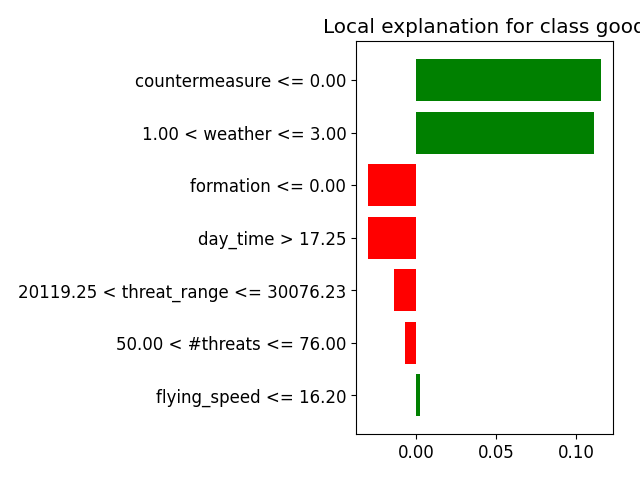 Local explanation for class good
countermeasure <= 0.00
1.00 < weather <= 3.00
formation <= 0.00
day_time > 17.25
20119.25 < threat_range <= 30076.23
50.00 < #threats <= 76.00
flying_speed <= 16.20
0.00 0.05 0.10